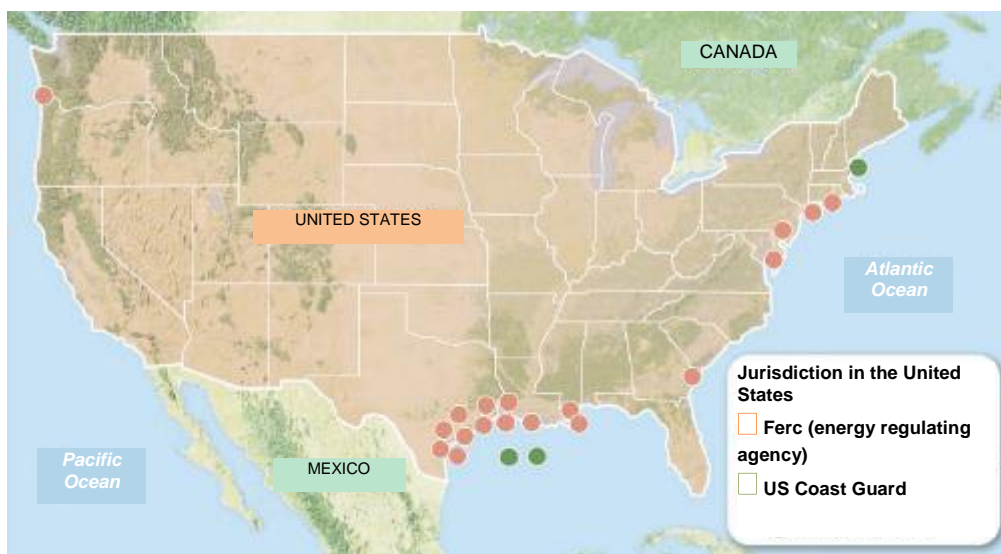 CANADA
UNITED STATES
Atlantic
Ocean
Jurisdiction in the United
States
Ferc (energy regulating
agency)
US Coast Guard
Pacific
Ocean
MEXICO